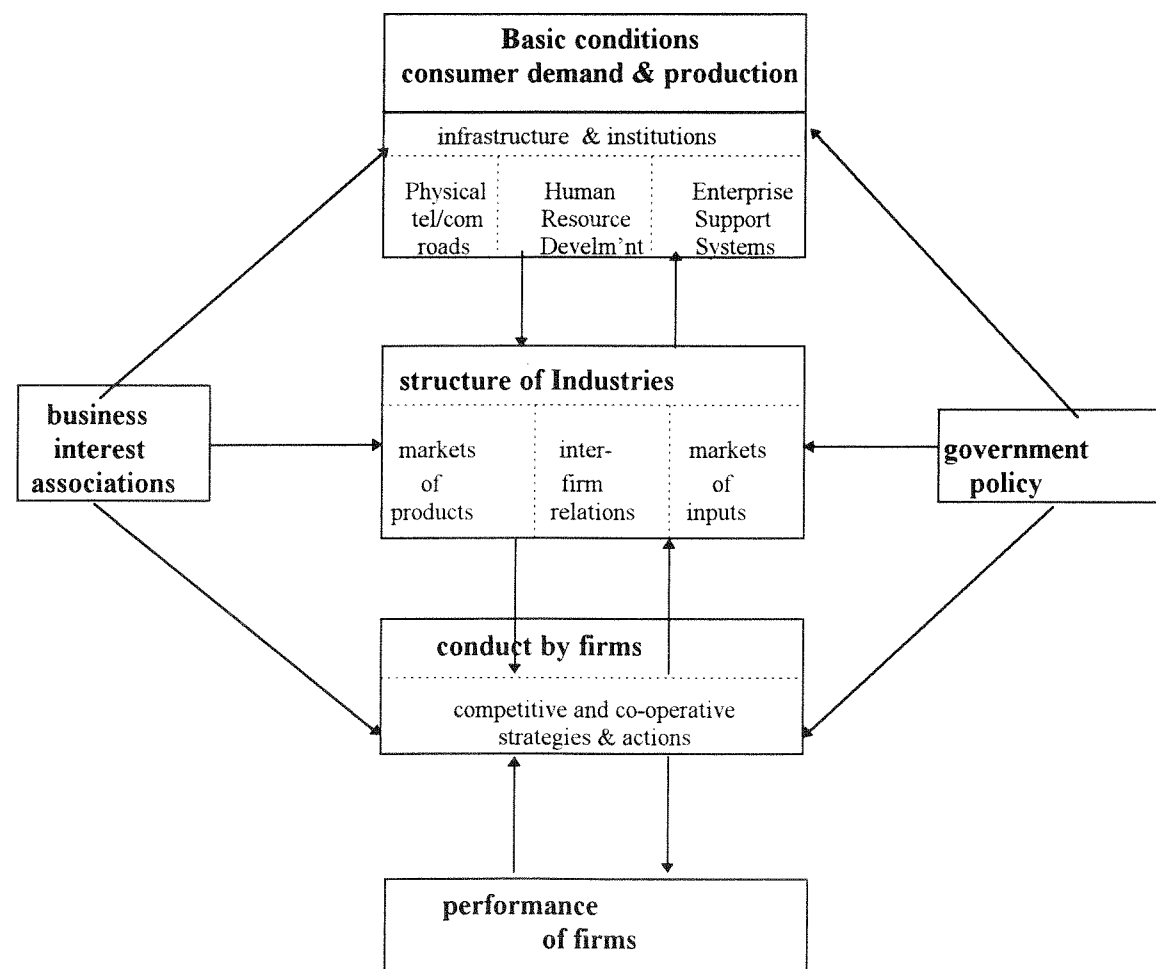 Basic conditions
consumer demand & production
infrastructure & institutions
Physical
tel/com
roads
Human
Resource
Develm'nt
Enterprise
Support
Systems
structure of Industries
markets
of
products
inter-
firm
relations
markets
of
inputs
business
interest
associations
government
policy
conduct by firms
competitive and co-operative
strategies & actions
performance
of firms